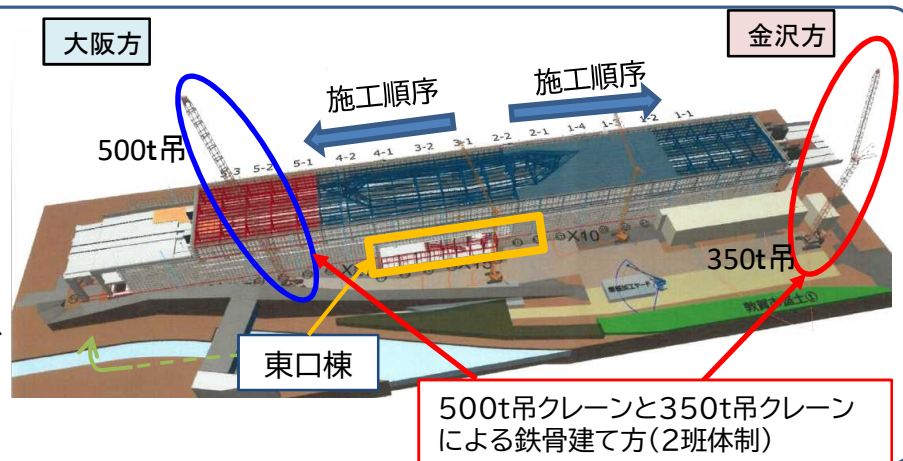 大阪方
金沢方
施工順序
施工順序
500t吊
5-2
5-1
4-2
4-1
3-2
3-1
2-2
2-1
1-4
1-3
1-2
1-1
X10
350t吊
東口棟
500t吊クレーンと350t吊クレーン
による鉄骨建て方(2班体制)